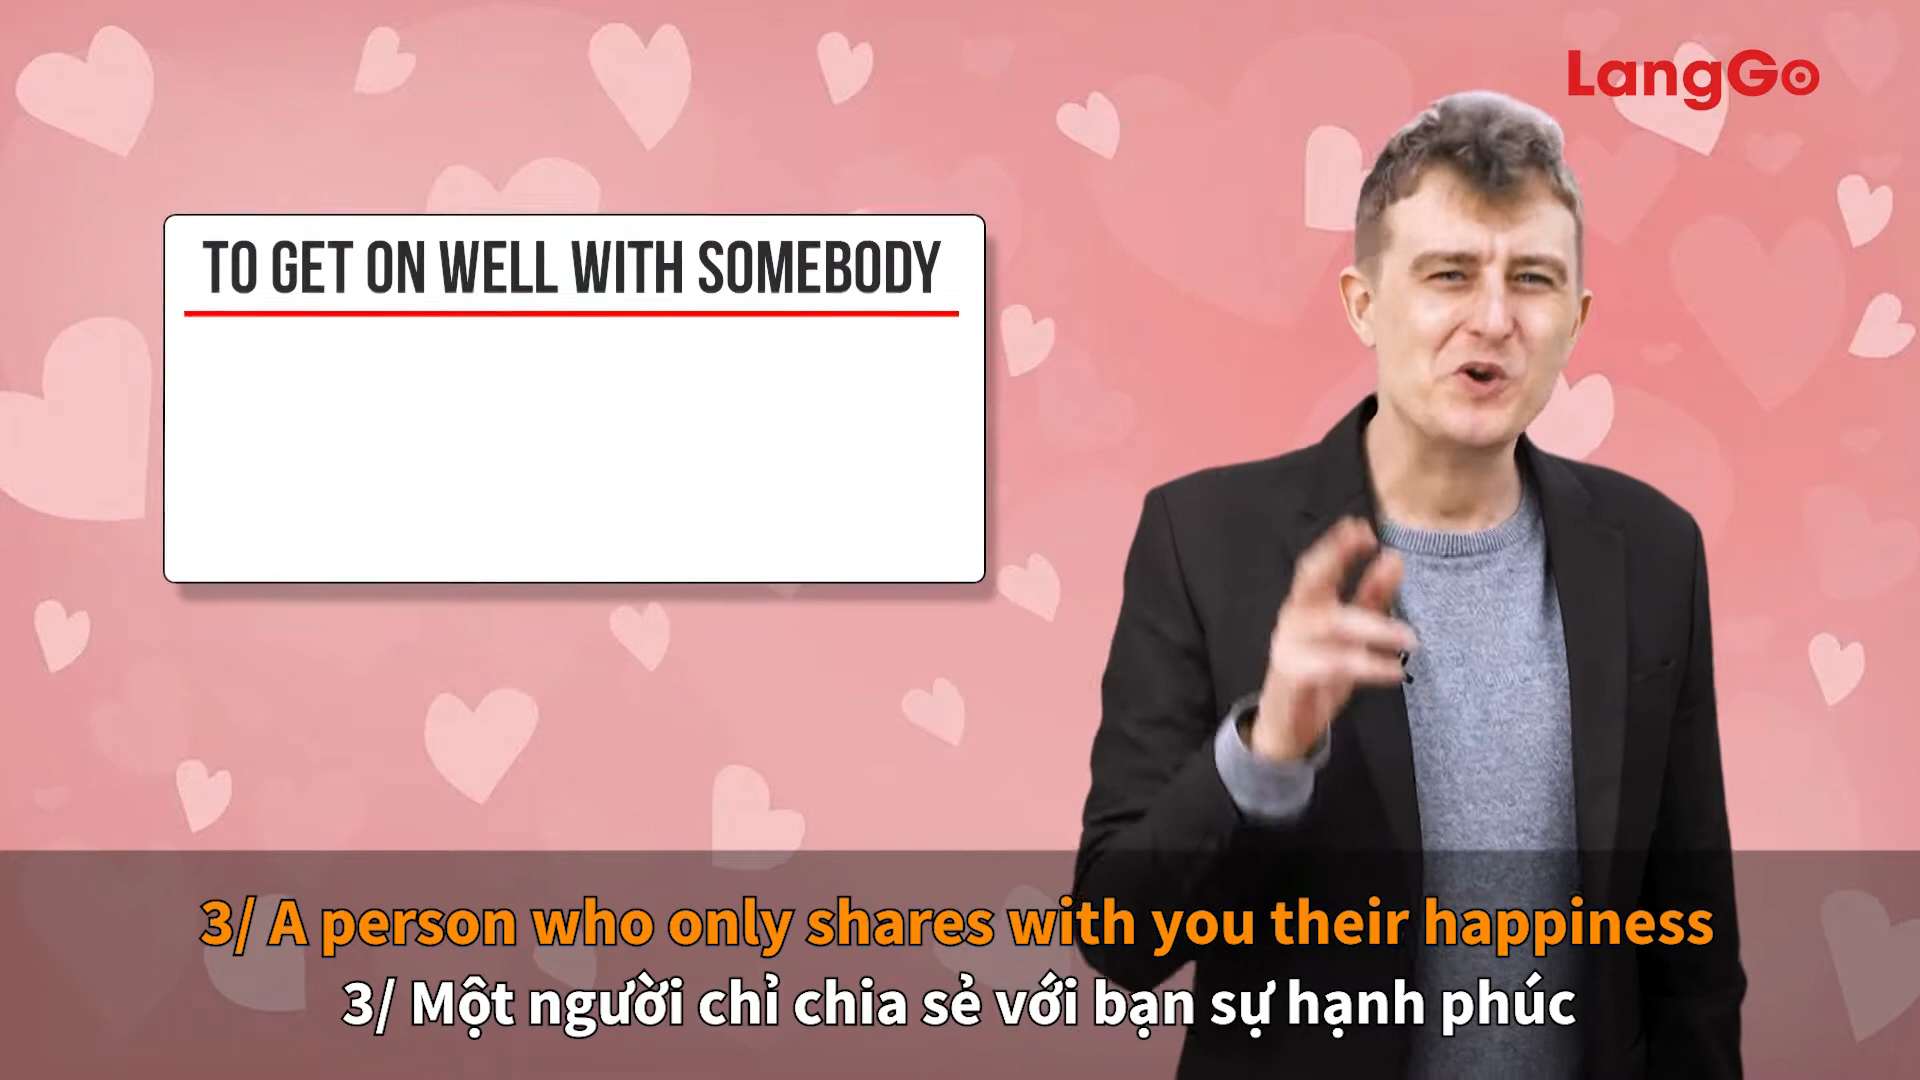 LangGo
TO GET ON WELL WITH SOMEBODY
3/ A person who only shares with you their happiness
3/ Một người chỉ chia sẻ với bạn sự hạnh phúc